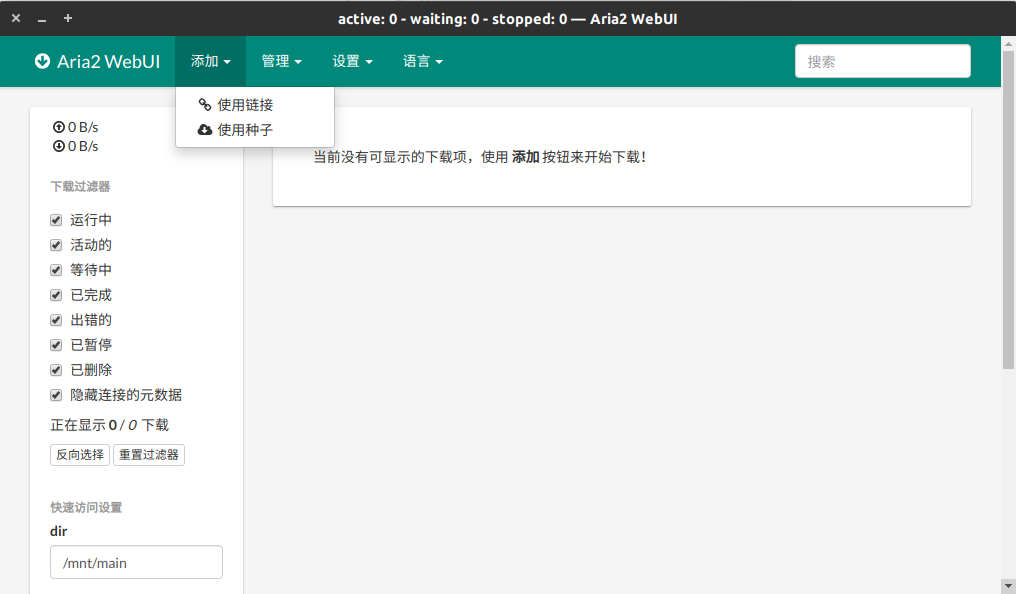 active: 0 - waiting: 0 - stopped: 0 — Aria2 WebUI
Aria2 WebUI 添加 管理 设置 语言 搜索
使用链接
使用种子
0 B/s
0 B/s
当前没有可显示的下载项，使用 添加 按钮来开始下载！
下载过滤器
运行中
活动的
等待中
已完成
出错的
已暂停
已删除
隐藏连接的元数据
正在显示 0 / 0 下载
反向选择 重置过滤器
快速访问设置
dir
/mnt/main